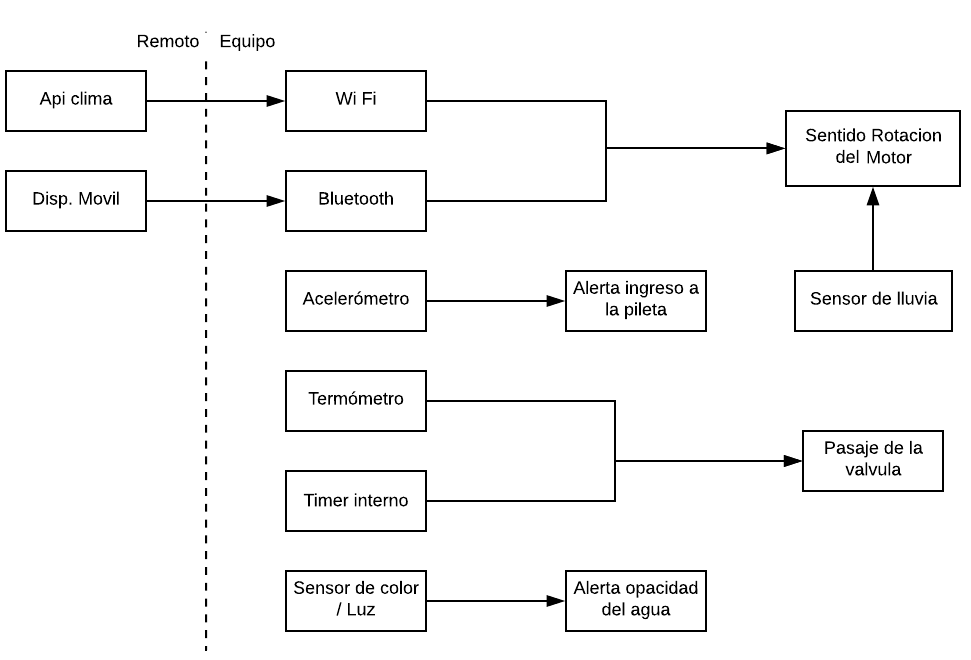 Remoto Equipo
Api clima
Wi Fi
Sentido Rotacion
del Motor
Disp. Movil
Bluetooth
Acelerómetro
Alerta ingreso a
la pileta
Sensor de lluvia
Termómetro
Pasaje de la
valvula
Timer interno
Sensor de color
/ Luz
Alerta opacidad
del agua